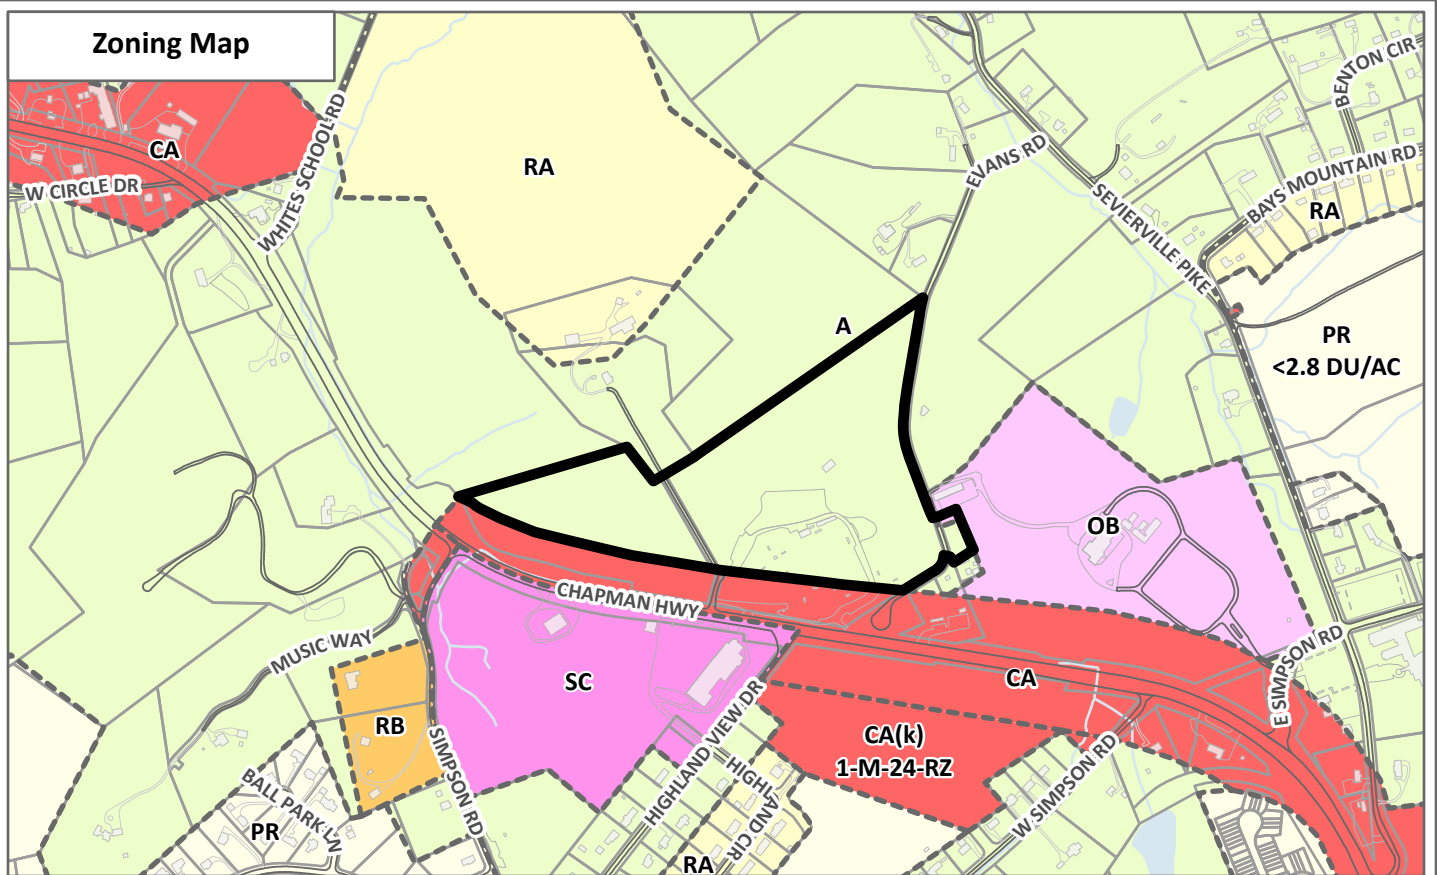 Zoning Map
BENTON CIR
WHITES SCHOOL RD
CA
W CIRCLE DR
RA
EVANS RD
BAYS MOUNTAIN RD
RA
SEVIERVILLE PIKE
A
PR
<2.8 DU/AC
OB
CHAPMAN HWY
MUSIC WAY
SC
CA
E SIMPSON RD
RB
SIMPSON RD
HIGHLAND VIEW DR
CA(k)
1-M-24-RZ
W SIMPSON RD
HIGHLAND CIR
BALL PARK LN
PR
RA